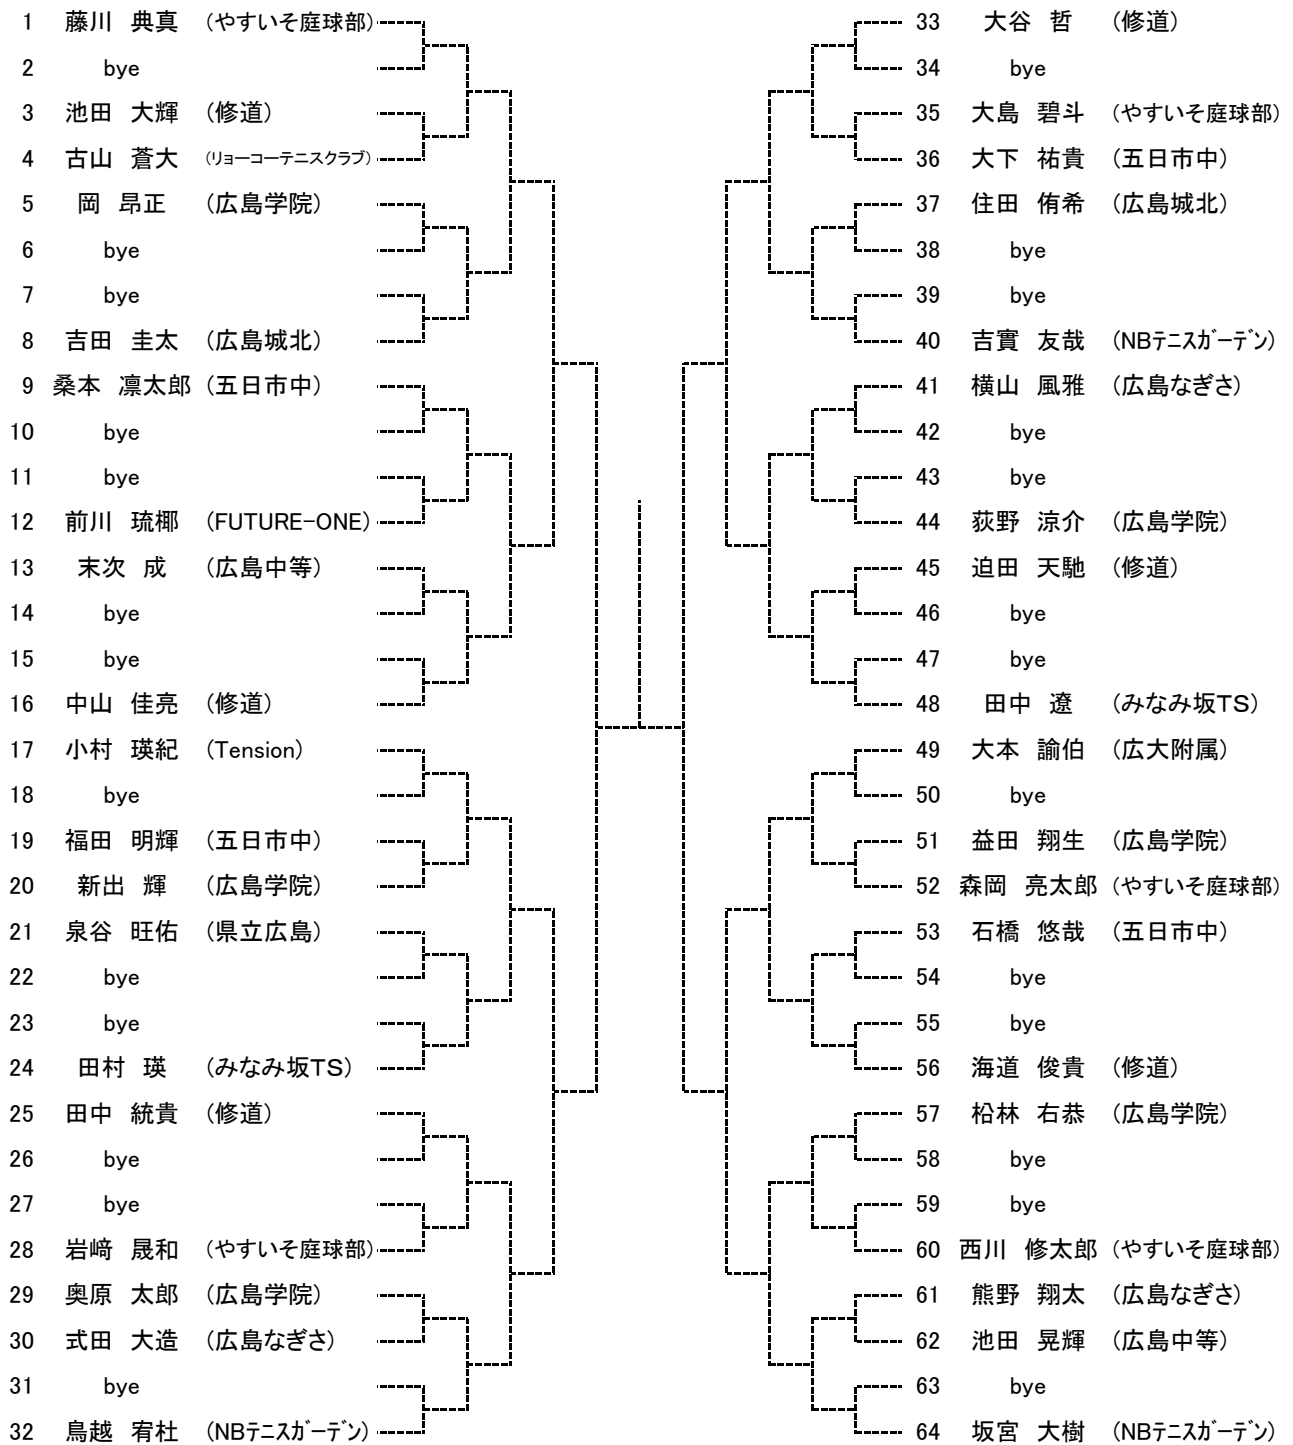 1 藤川 典真 (やすいそ庭球部)
2 bye
3 池田 大輝 (修道)
4 古山 蒼大 (リョーコーテニスクラブ)
5 岡 昂正 (広島学院)
6 bye
7 bye
8 吉田 圭太 (広島城北)
9 桑本 凛太郎 (五日市中)
10 bye
11 bye
12 前川 琉椰 (FUTURE-ONE)
13 末次 成 (広島中等)
14 bye
15 bye
16 中山 佳亮 (修道)
17 小村 瑛紀 (Tension)
18 bye
19 福田 明輝 (五日市中)
20 新出 輝 (広島学院)
21 泉谷 旺佑 (県立広島)
22 bye
23 bye
24 田村 瑛 (みなみ坂TS)
25 田中 統貴 (修道)
26 bye
27 bye
28 岩﨑 晟和 (やすいそ庭球部)
29 奥原 太郎 (広島学院)
30 式田 大造 (広島なぎさ)
31 bye
32 鳥越 宥杜 (NBテニスガーデン)
33 大谷 哲 (修道)
34 bye
35 大島 碧斗 (やすいそ庭球部)
36 大下 祐貴 (五日市中)
37 住田 侑希 (広島城北)
38 bye
39 bye
40 吉實 友哉 (NBテニスガーデン)
41 横山 風雅 (広島なぎさ)
42 bye
43 bye
44 荻野 涼介 (広島学院)
45 迫田 天馳 (修道)
46 bye
47 bye
48 田中 遼 (みなみ坂TS)
49 大本 諭伯 (広大附属)
50 bye
51 益田 翔生 (広島学院)
52 森岡 亮太郎 (やすいそ庭球部)
53 石橋 悠哉 (五日市中)
54 bye
55 bye
56 海道 俊貴 (修道)
57 松林 右恭 (広島学院)
58 bye
59 bye
60 西川 修太郎 (やすいそ庭球部)
61 熊野 翔太 (広島なぎさ)
62 池田 晃輝 (広島中等)
63 bye
64 坂宮 大樹 (NBテニスガーデン)